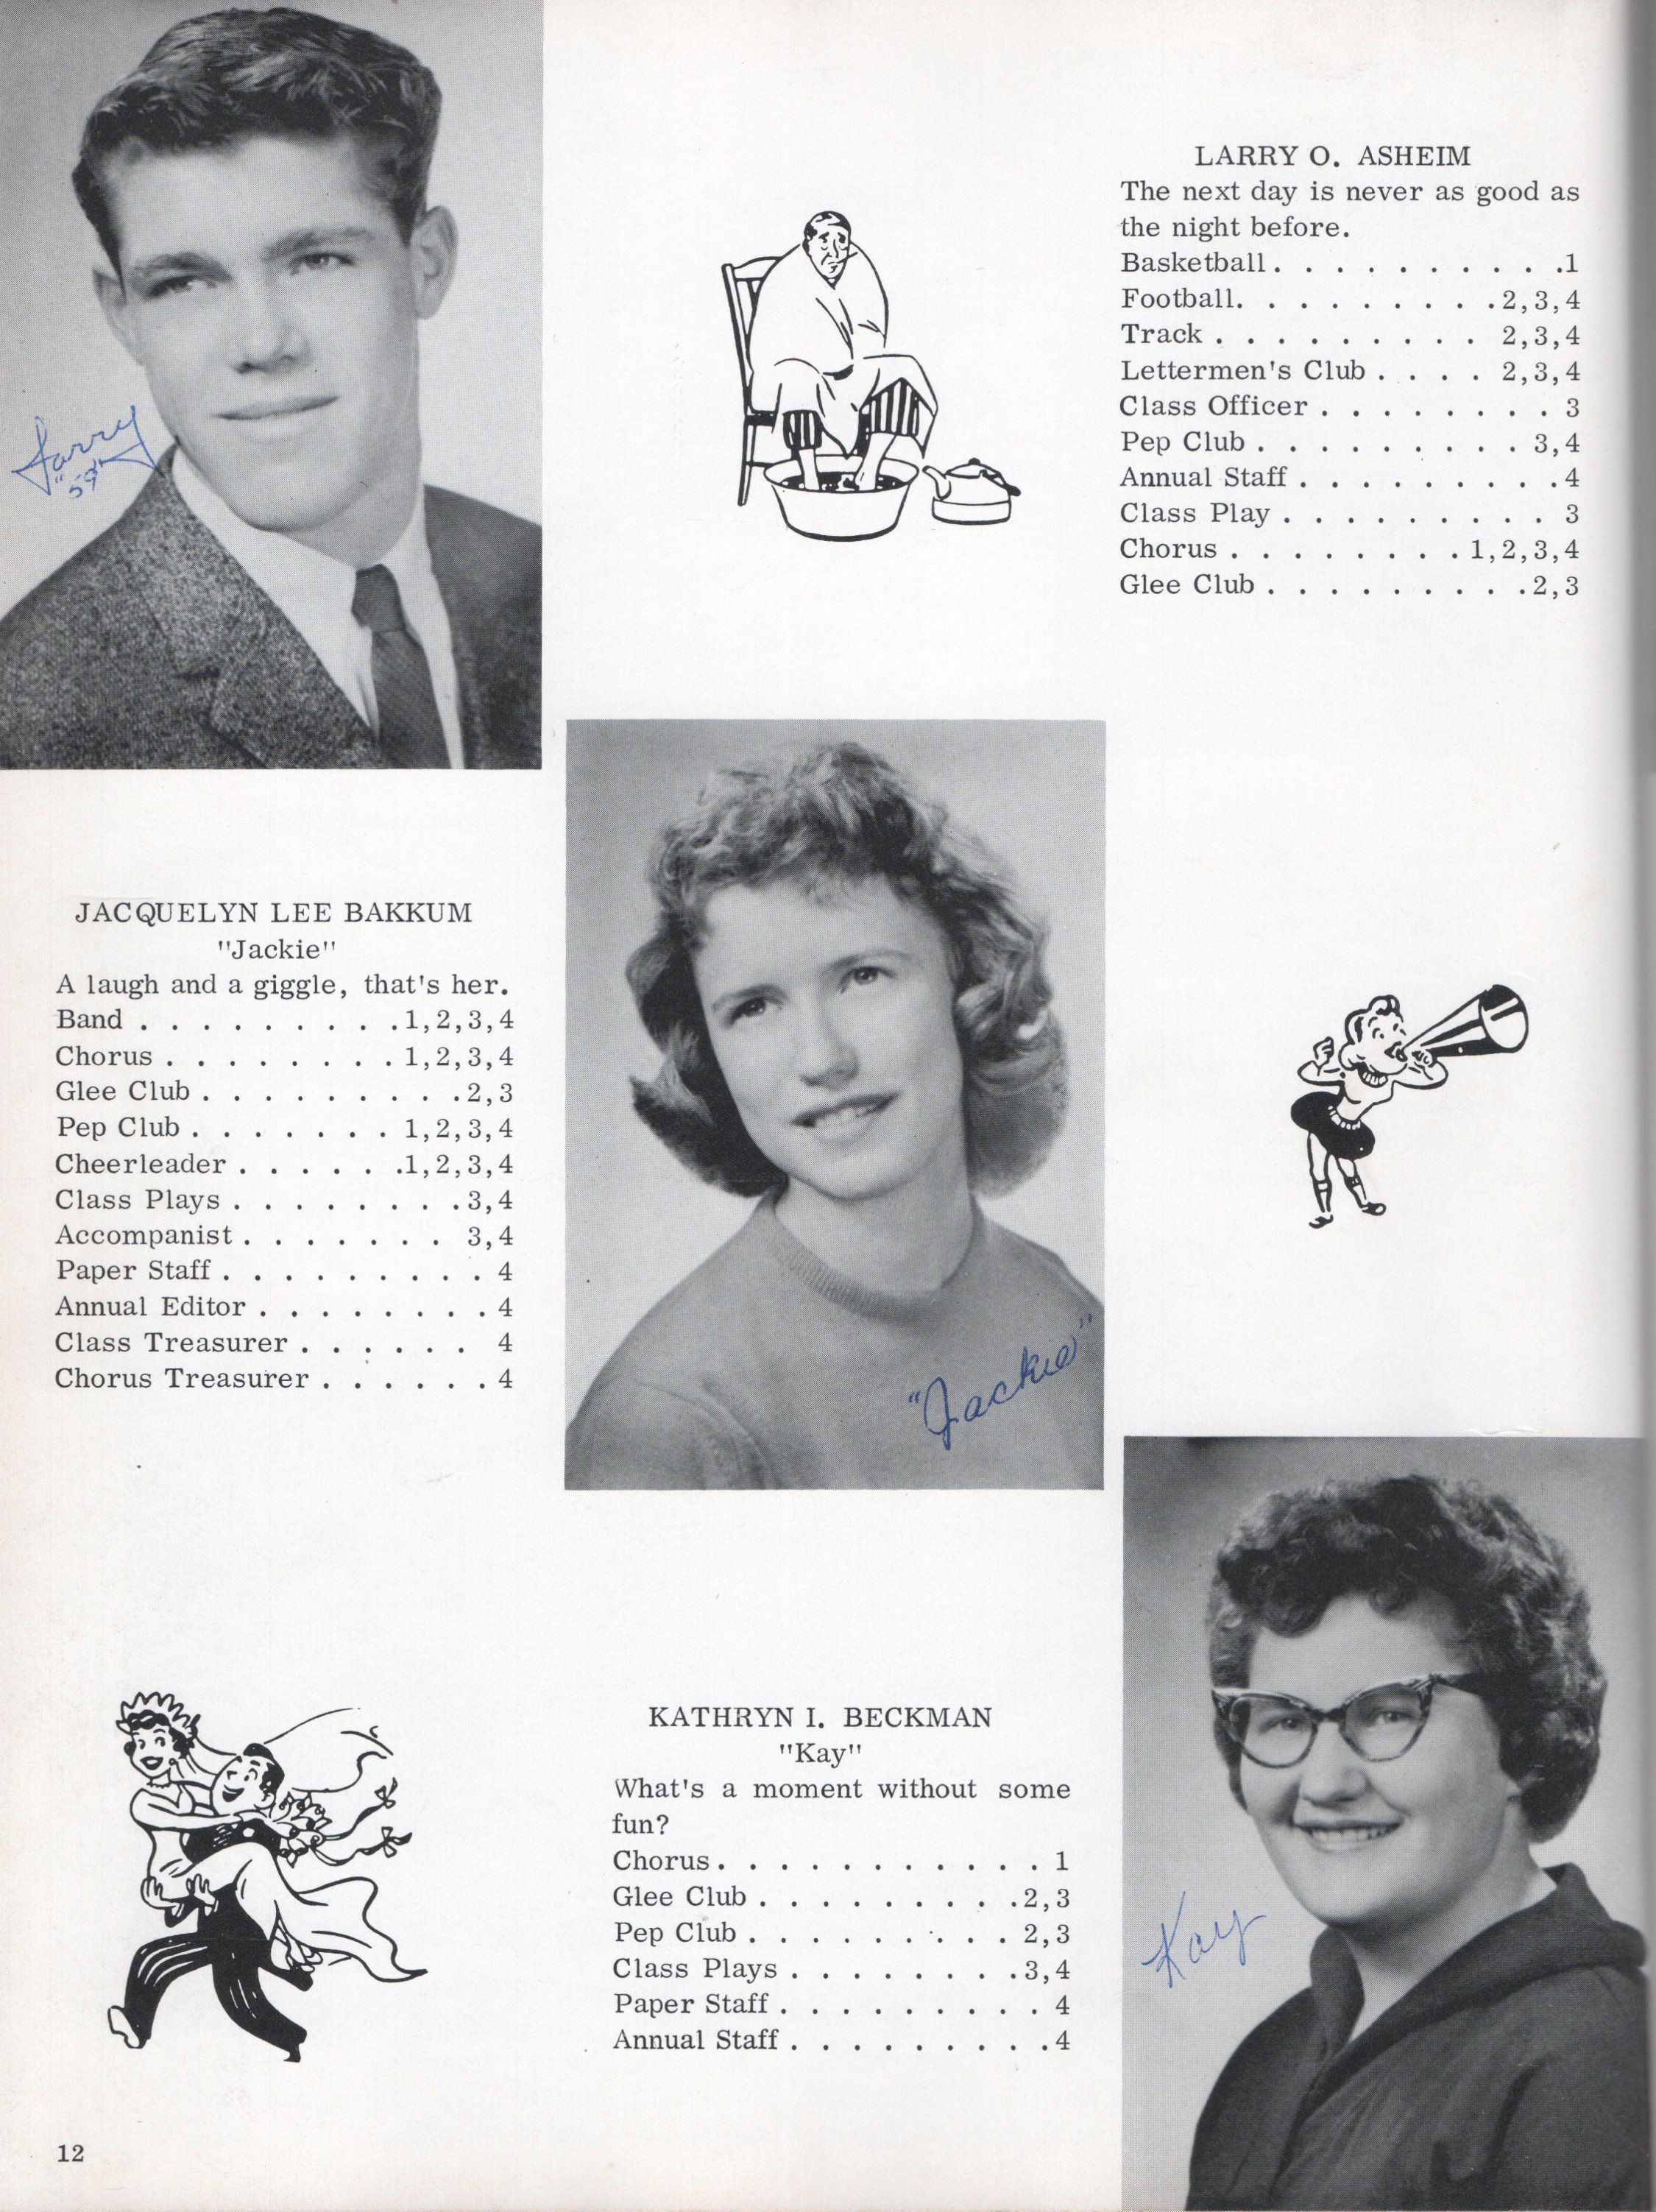 LARRY O. ASHEIM
The next day is never as good as
the night before.
Basketball. . . . . . . . . . .1
Football. . . . . . . . . .2,3,4
Track . . . . . . . . . 2,3,4
Lettermen's Club . . . . 2,3,4
Class Officer . . . . . . . . 3
Pep Club . . . . . . . . . 3,4
Annual Staff . . . . . . . . .4
Class Play . . . . . . . . . 3
Chorus . . . . . . . . 1,2,3,4
Glee Club . . . . . . . . .2,3
Larry
"59"
JACQUELYN LEE BAKKUM
"Jackie"
A laugh and a giggle, that's her.
Band . . . . . . . . .1,2,3,4
Chorus . . . . . . . . 1,2,3,4
Glee Club . . . . . . . . .2,3
Pep Club . . . . . . . 1,2,3,4
Cheerleader . . . . . .1,2,3,4
Class Plays . . . . . . . .3,4
Accompanist . . . . . . . 3,4
Paper Staff . . . . . . . . . 4
Annual Editor . . . . . . . . 4
Class Treasurer . . . . . . 4
Chorus Treasurer . . . . . . 4
"Jackie"
KATHRYN I. BECKMAN
"Kay"
What's a moment without some
fun?
Chorus. . . . . . . . . . . . 1
Glee Club . . . . . . . . .2,3
Pep Club . . . . . . . . . 2,3
Class Plays . . . . . . . .3,4
Paper Staff . . . . . . . . . 4
Annual Staff . . . . . . . . .4
Kay
12